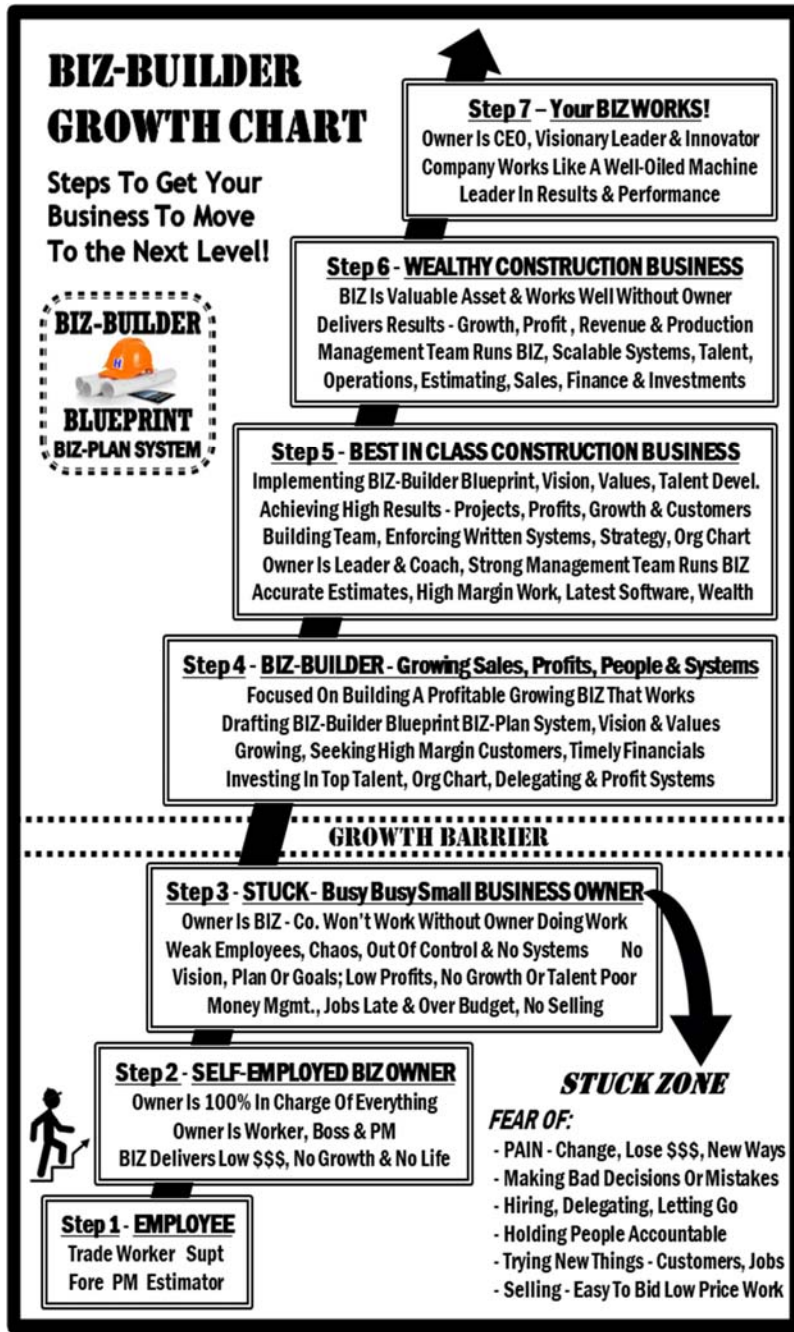 BIZ-BUILDER
GROWTH CHART
Steps To Get Your
Business To Move
To the Next Level!
BIZ-BUILDER
H
BLUEPRINT
BIZ-PLAN SYSTEM
Step 7 – Your BIZ WORKS!
Owner Is CEO, Visionary Leader & Innovator
Company Works Like A Well-Oiled Machine
Leader In Results & Performance
Step 6 - WEALTHY CONSTRUCTION BUSINESS
BIZ Is Valuable Asset & Works Well Without Owner
Delivers Results - Growth, Profit , Revenue & Production
Management Team Runs BIZ, Scalable Systems, Talent,
Operations, Estimating, Sales, Finance & Investments
Step 5 - BEST IN CLASS CONSTRUCTION BUSINESS
Implementing BIZ-Builder Blueprint, Vision, Values, Talent Devel.
Achieving High Results - Projects, Profits, Growth & Customers
Building Team, Enforcing Written Systems, Strategy, Org Chart
Owner Is Leader & Coach, Strong Management Team Runs BIZ
Accurate Estimates, High Margin Work, Latest Software, Wealth
Step 4 - BIZ-BUILDER - Growing Sales, Profits, People & Systems
Focused On Building A Profitable Growing BIZ That Works
Drafting BIZ-Builder Blueprint BIZ-Plan System, Vision & Values
Growing, Seeking High Margin Customers, Timely Financials
Investing In Top Talent, Org Chart, Delegating & Profit Systems
GROWTH BARRIER
Step 3 - STUCK- Busy Busy Small BUSINESS OWNER
Owner Is BIZ - Co. Won't Work Without Owner Doing Work
Weak Employees, Chaos, Out Of Control & No Systems No
Vision, Plan Or Goals; Low Profits, No Growth Or Talent Poor
Money Mgmt., Jobs Late & Over Budget, No Selling
Step 2 - SELF-EMPLOYED BIZ OWNER
Owner Is 100% In Charge Of Everything
Owner Is Worker, Boss & PM
BIZ Delivers Low $$$, No Growth & No Life
Step 1 - EMPLOYEE
Trade Worker Supt
Fore PM Estimator
STUCK ZONE
FEAR OF:
- PAIN - Change, Lose $$$, New Ways
- Making Bad Decisions Or Mistakes
- Hiring, Delegating, Letting Go
- Holding People Accountable
- Trying New Things - Customers, Jobs
- Selling - Easy To Bid Low Price Work